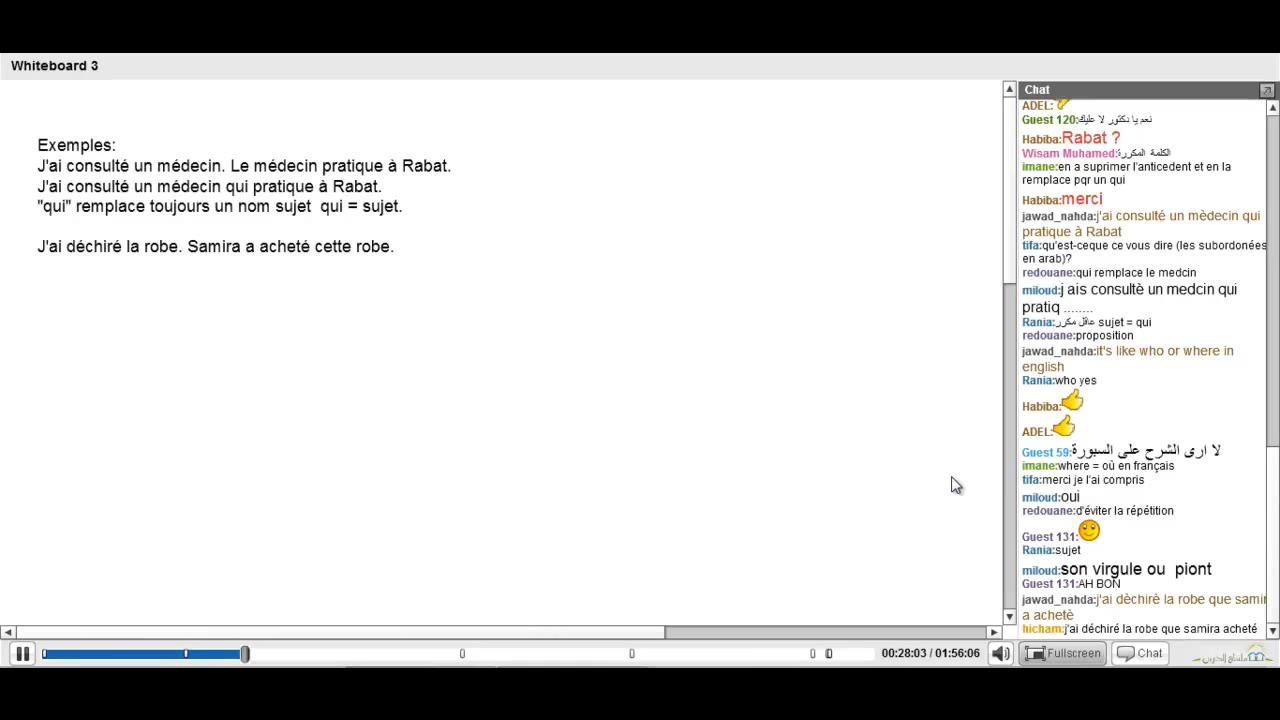 Whiteboard 3
Exemples:
J'ai consulté un médecin. Le médecin pratique à Rabat.
J'ai consulté un médecin qui pratique à Rabat.
"qui" remplace toujours un nom sujet  qui = sujet.
J'ai déchiré la robe. Samira a acheté cette robe.
Chat
ADEL:
Guest 120:نعم يا دكتور لا عليك
Habiba:Rabat ?
Wisam Muhamed:الكلمة المكررة
imane:en a suprimer l'anticedent et en la
remplace pqr un qui
Habiba:merci
jawad_nahda:j'ai consulté un mèdecin qui
pratique à Rabat
tifa:qu'est-ceque ce vous dire (les subordonées
en arab)?
redouane:qui remplace le medcin
miloud:j ais consultè un medcin qui
pratiq ........
Rania:عاقل مكرر sujet = qui
redouane:proposition
jawad_nahda:it's like who or where in
english
Rania:who yes
Habiba:
ADEL:
Guest 59:لا ارى الشرح على السبورة
imane:where = où en français
tifa:merci je l'ai compris
miloud:oui
redouane:d'éviter la répétition
Guest 131:
Rania:sujet
miloud:son virgule ou  piont
Guest 131:AH BON
jawad_nahda:j'ai dèchirè la robe que samir
a achetè
hicham:j'ai déchiré la robe que samira acheté
00:28:03 / 01:56:06
Fullscreen
Chat